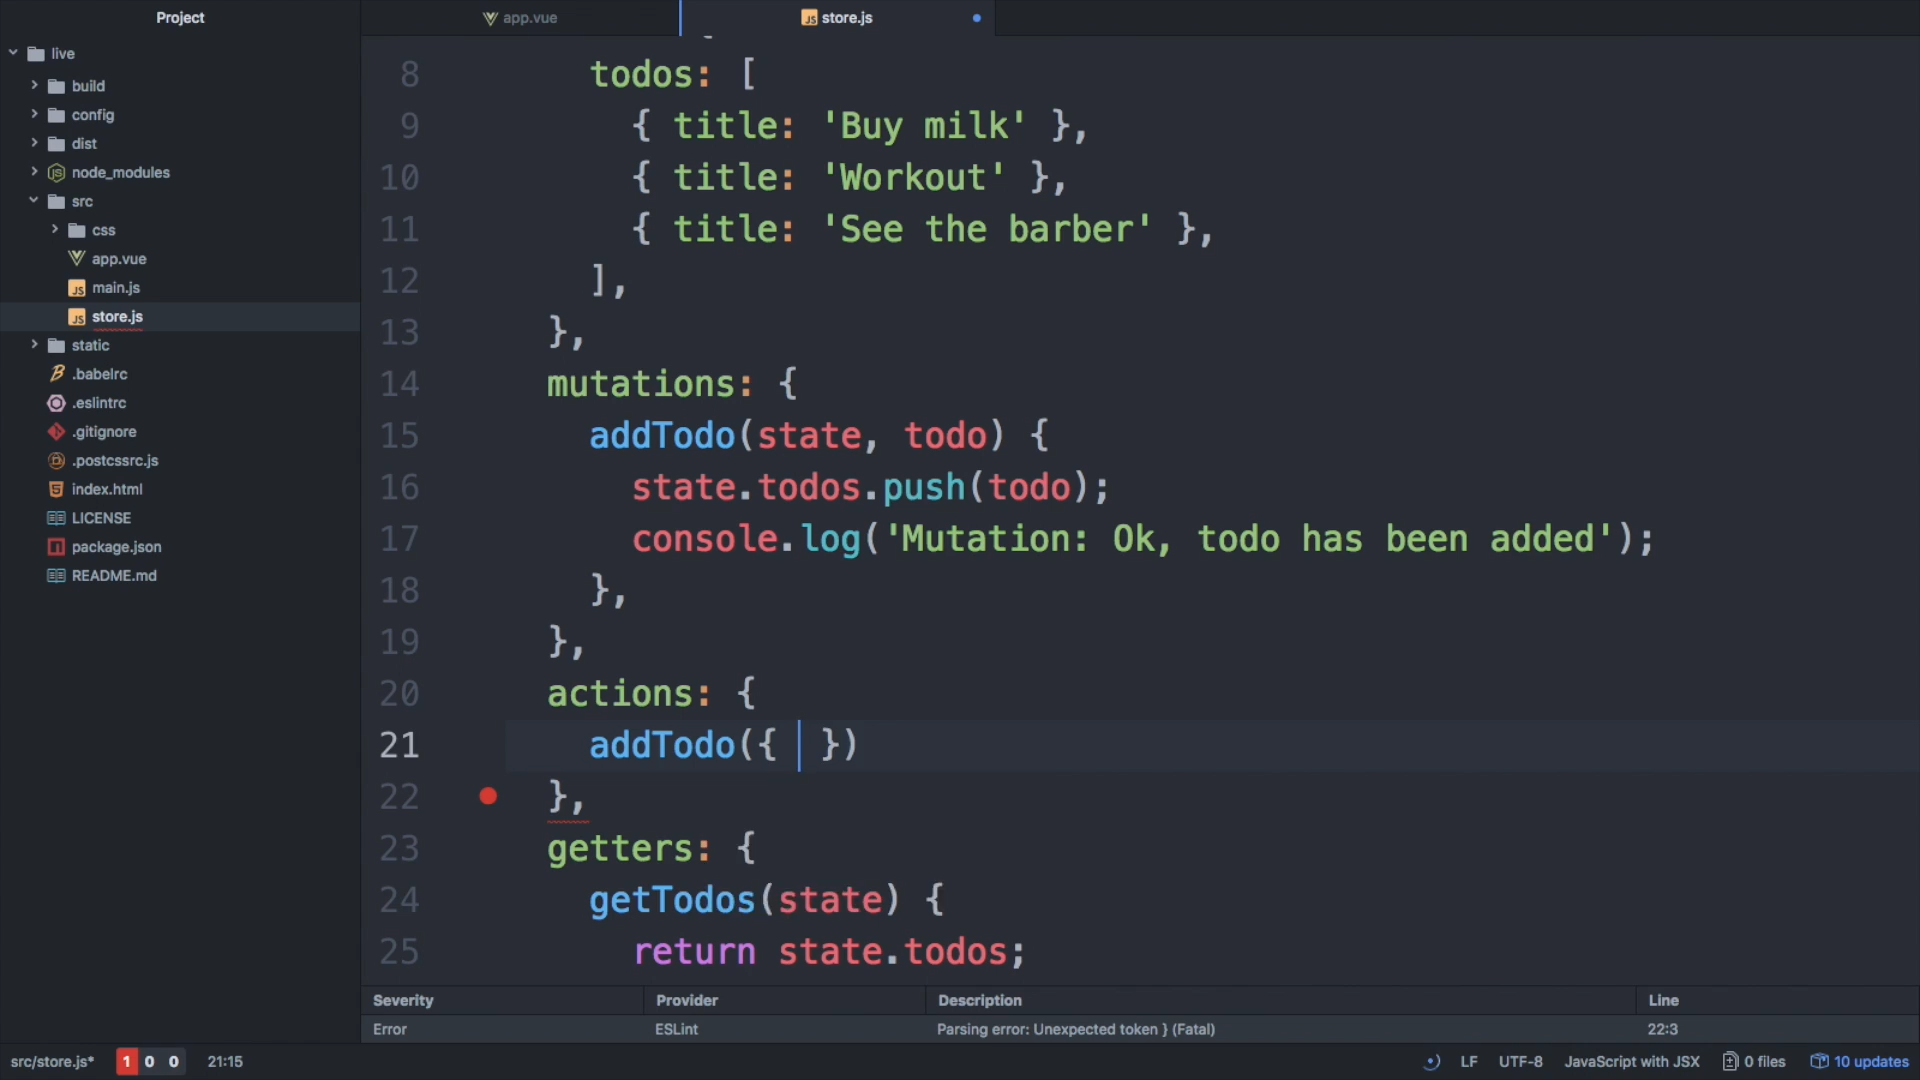 Project
app.vue
store.js
live
build
config
dist
node_modules
src
css
app.vue
main.js
store.js
static
.babelrc
.eslintrc
.gitignore
.postcssrc.js
index.html
LICENSE
package.json
README.md
8 todos: [
9 { title: 'Buy milk' },
10 { title: 'Workout' },
11 { title: 'See the barber' },
12 ],
13 },
14 mutations: {
15 addTodo(state, todo) {
16 state.todos.push(todo);
17 console.log('Mutation: Ok, todo has been added');
18 },
19 },
20 actions: {
21 addTodo({ })
22 },
23 getters: {
24 getTodos(state) {
25 return state.todos;
Severity Provider Description Line
Error ESLint Parsing error: Unexpected token } (Fatal) 22:3
src/store.js* 1 0 0 21:15 LF UTF-8 JavaScript with JSX 0 files 10 updates